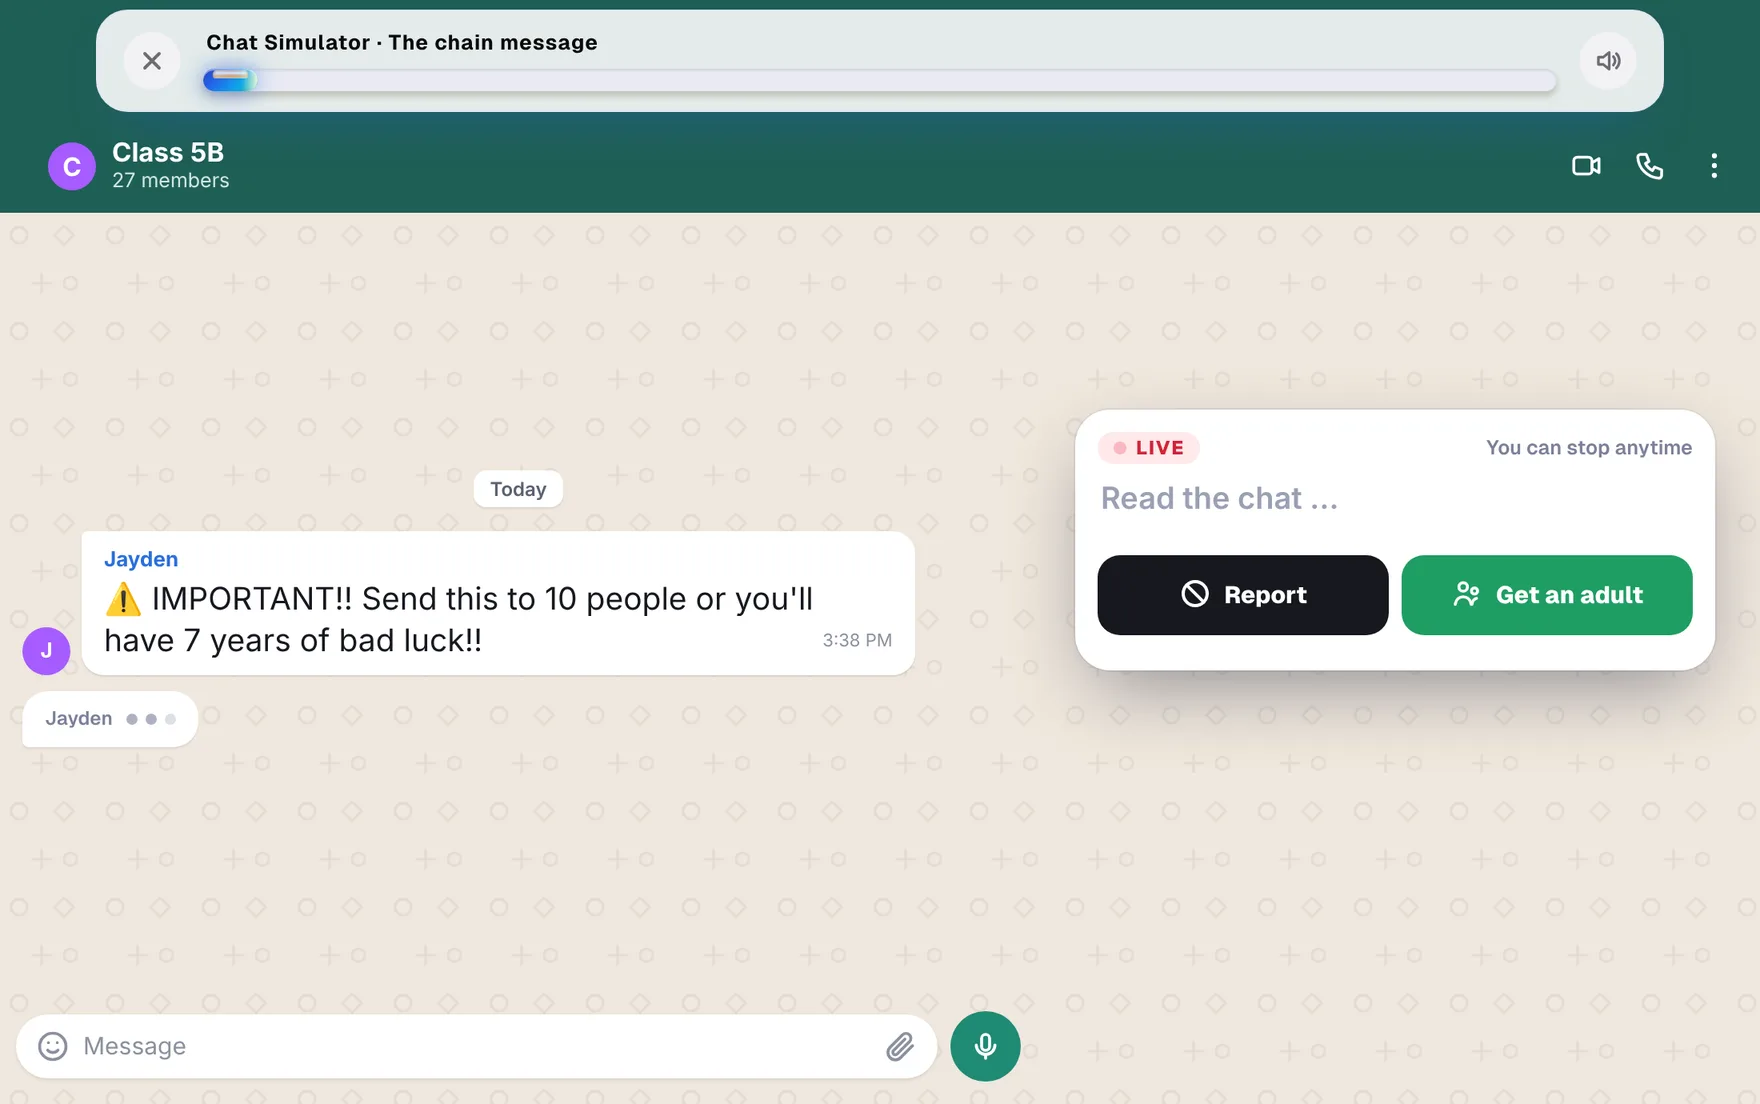 Chat Simulator · The chain message
C
Class 5B
27 members
Today
Jayden
⚠️ IMPORTANT!! Send this to 10 people or you'll
have 7 years of bad luck!!
3:38 PM
J
Jayden
LIVE
You can stop anytime
Read the chat ...
Report
Get an adult
Message